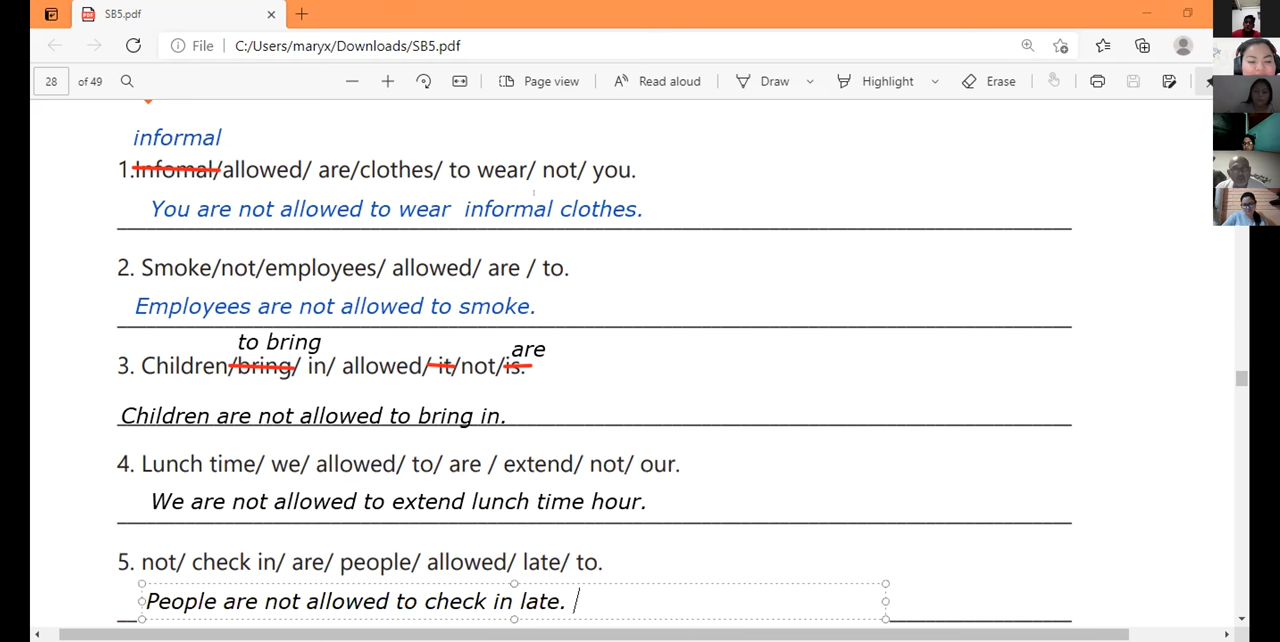 SB5.pdf
File C:/Users/maryx/Downloads/SB5.pdf
28 of 49 Page view Read aloud Draw Highlight Erase
informal
1.Infomal/allowed/ are/clothes/ to wear/ not/ you.
You are not allowed to wear informal clothes.
2. Smoke/not/employees/ allowed/ are / to.
Employees are not allowed to smoke.
to bring are
3. Children/bring/ in/ allowed/ it/not/is.
Children are not allowed to bring in.
4. Lunch time/ we/ allowed/ to/ are / extend/ not/ our.
We are not allowed to extend lunch time hour.
5. not/ check in/ are/ people/ allowed/ late/ to.
People are not allowed to check in late.